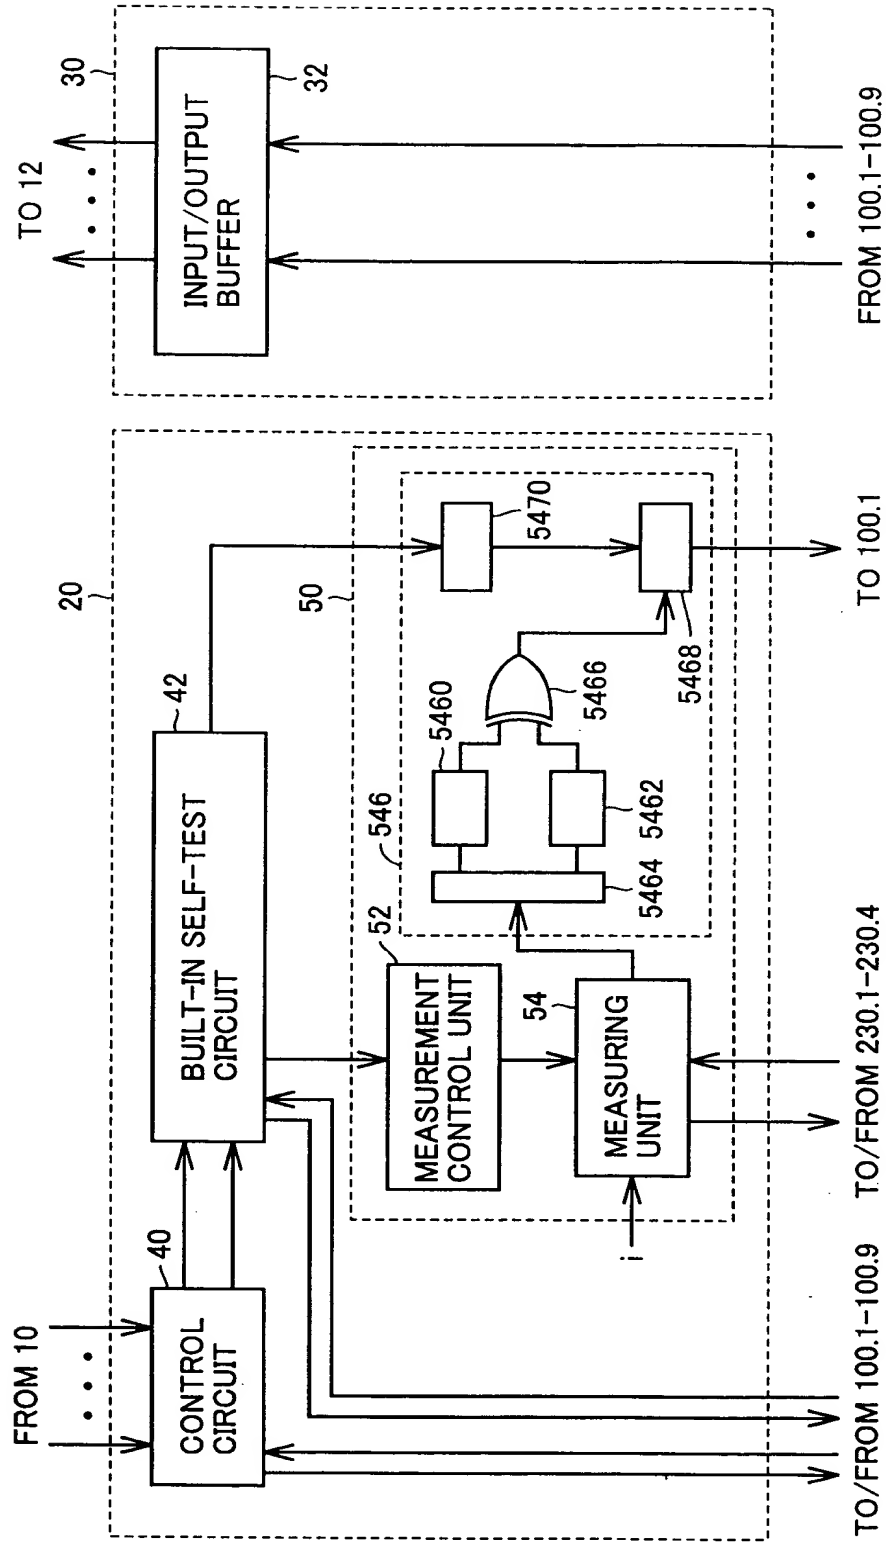 FROM 10
TO 12
20
30
40
CONTROL
CIRCUIT
42
BUILT-IN SELF-TEST
CIRCUIT
INPUT/OUTPUT
BUFFER
32
50
52
MEASUREMENT
CONTROL UNIT
546
5460
5470
54
MEASURING
UNIT
i
5464
5462
5466
5468
TO/FROM 100.1-100.9
TO/FROM 230.1-230.4
TO 100.1
FROM 100.1-100.9